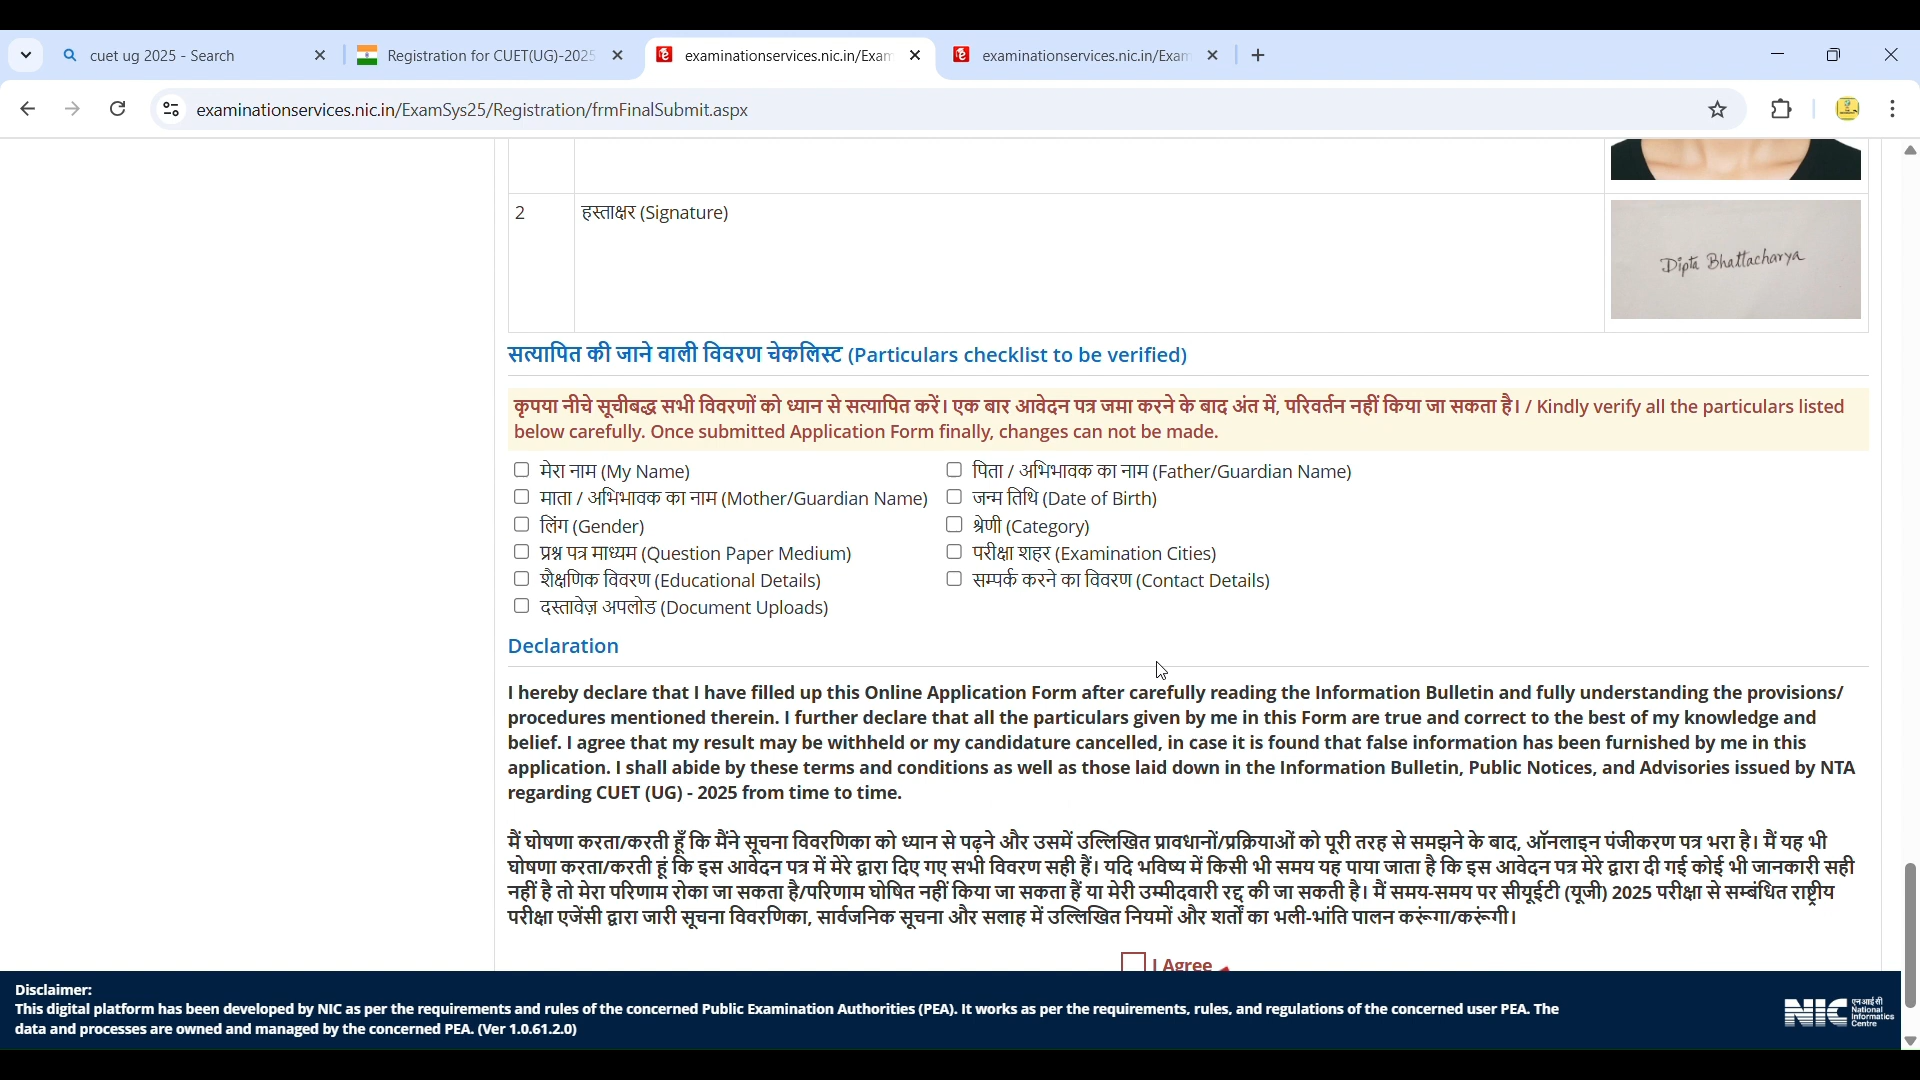 cuet ug 2025 - Search
Registration for CUET(UG)-2025
examinationservices.nic.in/Exam
examinationservices.nic.in/Exam
examinationservices.nic.in/ExamSys25/Registration/frmFinalSubmit.aspx
2 हस्ताक्षर (Signature)
Dipta Bhattacharya
सत्यापित की जाने वाली विवरण चेकलिस्ट (Particulars checklist to be verified)
कृपया नीचे सूचीबद्ध सभी विवरणों को ध्यान से सत्यापित करें। एक बार आवेदन पत्र जमा करने के बाद अंत में, परिवर्तन नहीं किया जा सकता है। / Kindly verify all the particulars listed
below carefully. Once submitted Application Form finally, changes can not be made.
मेरा नाम (My Name) पिता / अभिभावक का नाम (Father/Guardian Name)
माता / अभिभावक का नाम (Mother/Guardian Name) जन्म तिथि (Date of Birth)
लिंग (Gender) श्रेणी (Category)
प्रश्न पत्र माध्यम (Question Paper Medium) परीक्षा शहर (Examination Cities)
शैक्षणिक विवरण (Educational Details) सम्पर्क करने का विवरण (Contact Details)
दस्तावेज़ अपलोड (Document Uploads)
Declaration
I hereby declare that I have filled up this Online Application Form after carefully reading the Information Bulletin and fully understanding the provisions/
procedures mentioned therein. I further declare that all the particulars given by me in this Form are true and correct to the best of my knowledge and
belief. I agree that my result may be withheld or my candidature cancelled, in case it is found that false information has been furnished by me in this
application. I shall abide by these terms and conditions as well as those laid down in the Information Bulletin, Public Notices, and Advisories issued by NTA
regarding CUET (UG) - 2025 from time to time.
मैं घोषणा करता/करती हूँ कि मैंने सूचना विवरणिका को ध्यान से पढ़ने और उसमें उल्लिखित प्रावधानों/प्रक्रियाओं को पूरी तरह से समझने के बाद, ऑनलाइन पंजीकरण पत्र भरा है। मैं यह भी
घोषणा करता/करती हूं कि इस आवेदन पत्र में मेरे द्वारा दिए गए सभी विवरण सही हैं। यदि भविष्य में किसी भी समय यह पाया जाता है कि इस आवेदन पत्र मेरे द्वारा दी गई कोई भी जानकारी सही
नहीं है तो मेरा परिणाम रोका जा सकता है/परिणाम घोषित नहीं किया जा सकता हैं या मेरी उम्मीदवारी रद्द की जा सकती है। मैं समय-समय पर सीयूईटी (यूजी) 2025 परीक्षा से सम्बंधित राष्ट्रीय
परीक्षा एजेंसी द्वारा जारी सूचना विवरणिका, सार्वजनिक सूचना और सलाह में उल्लिखित नियमों और शर्तों का भली-भांति पालन करूंगा/करूंगी।
I Agree
Disclaimer:
This digital platform has been developed by NIC as per the requirements and rules of the concerned Public Examination Authorities (PEA). It works as per the requirements, rules, and regulations of the concerned user PEA. The
data and processes are owned and managed by the concerned PEA. (Ver 1.0.61.2.0)
NIC एनआईसी
National
Informatics
Centre